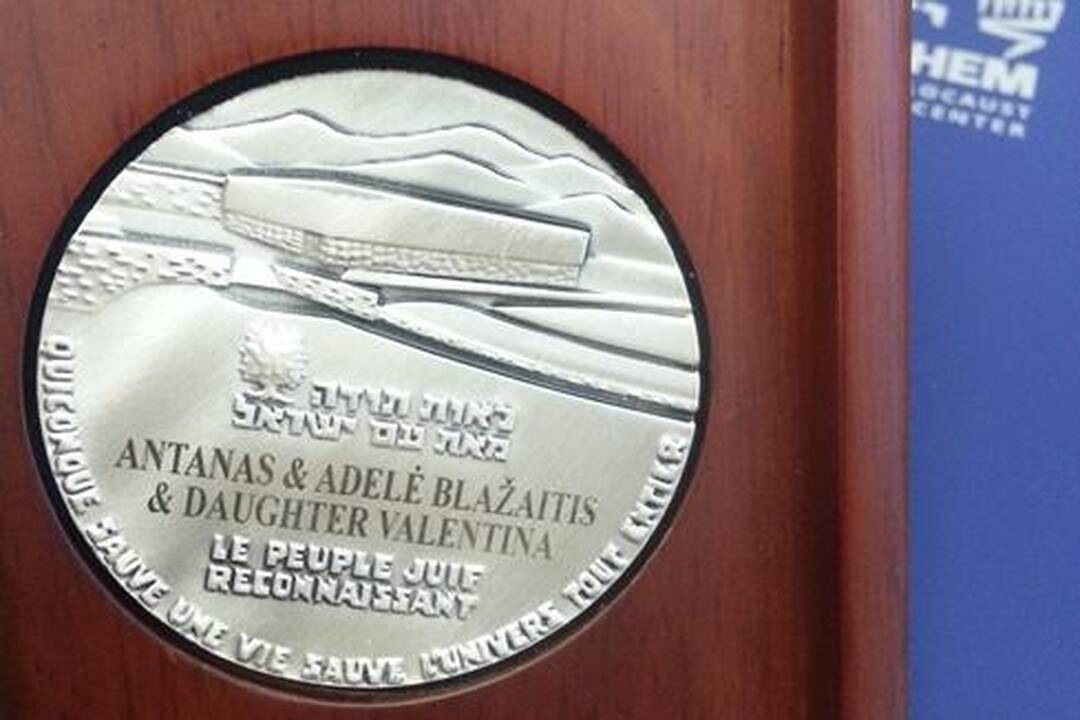 כאות תודה
מאת עם ישראל
ANTANAS & ADELĖ BLAŽAITIS
& DAUGHTER VALENTINA
LE PEUPLE JUIF
RECONNAISSANT
QUICONQUE SAUVE UNE VIE SAUVE L'UNIVERS TOUT ENTIER
HEM
LOCAUST
CENTER